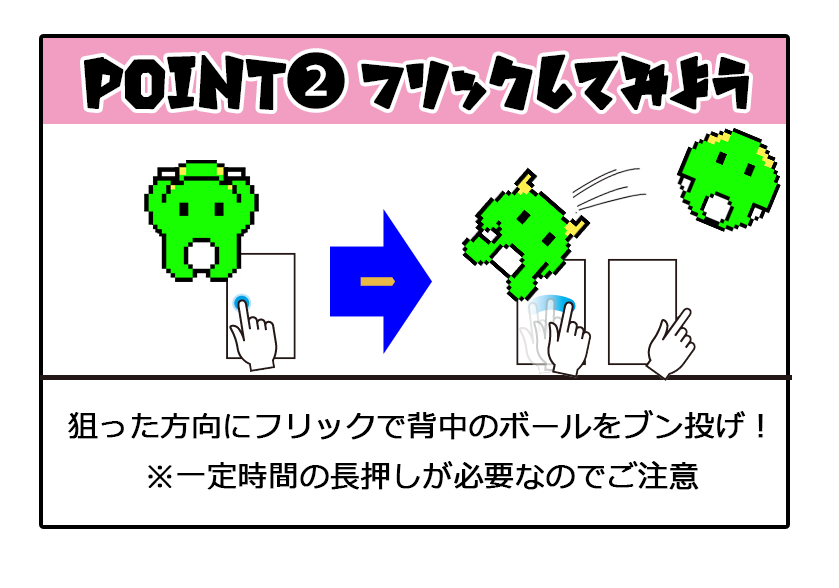 POINT❷ フリックしてみよう
狙った方向にフリックで背中のボールをブン投げ！
※一定時間の長押しが必要なのでご注意